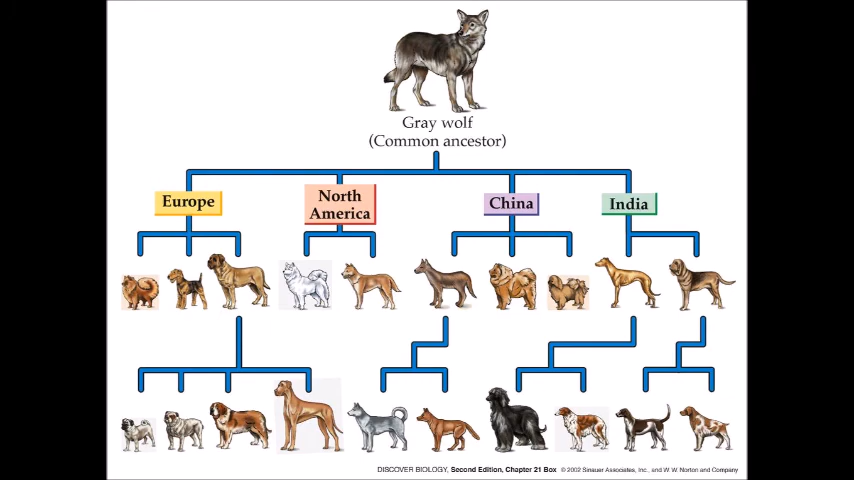 Gray wolf
(Common ancestor)
Europe
North
America
China
India
DISCOVER BIOLOGY, Second Edition, Chapter 21 Box © 2002 Sinauer Associates, Inc., and W. W. Norton and Company